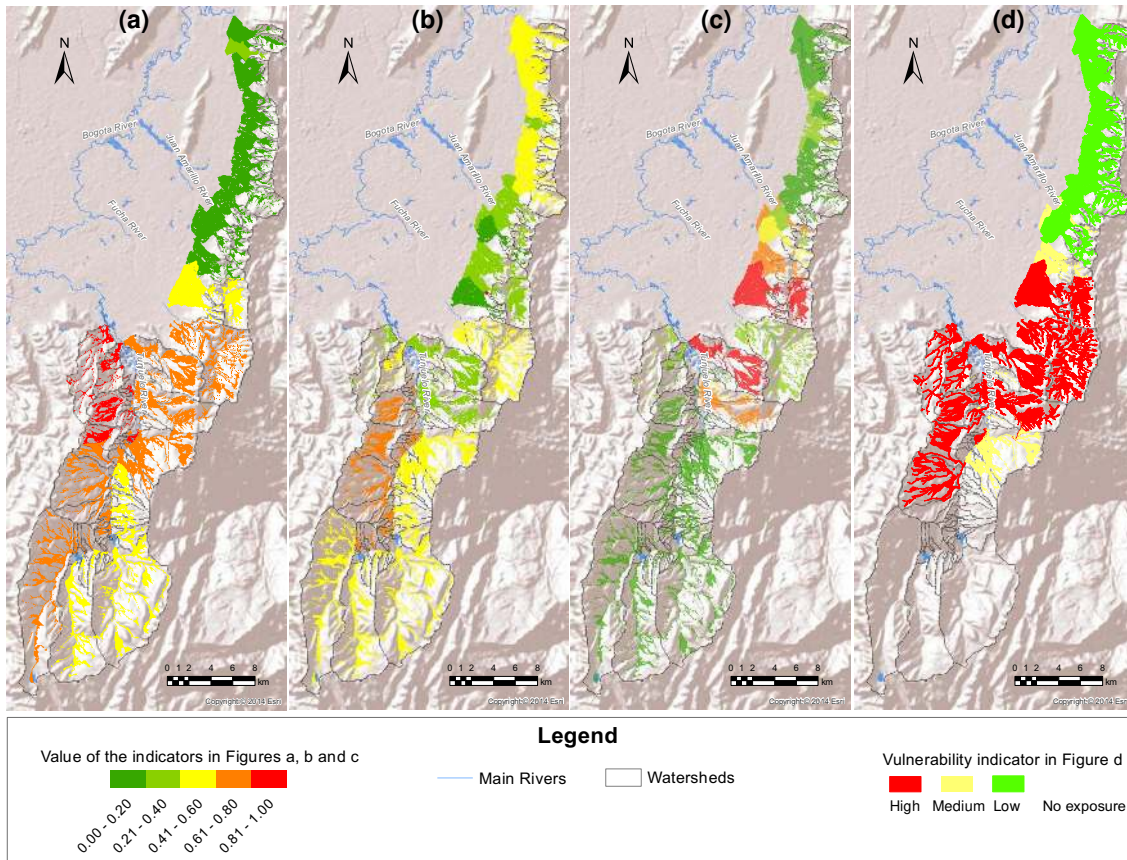 (a)
(b)
(c)
(d)
N
N
N
N
Bogota River
Juan Amarillo River
Fucha River
Tunjuelo River
Bogota River
Juan Amarillo River
Fucha River
Tunjuelo River
Bogota River
Juan Amarillo River
Fucha River
Tunjuelo River
Bogota River
Juan Amarillo River
Fucha River
Tunjuelo River
0 1 2 4 6 8
km
Copyright:© 2014 Esri
0 1 2 4 6 8
km
Copyright:© 2014 Esri
0 1 2 4 6 8
km
Copyright:© 2014 Esri
0 1 2 4 6 8
km
Copyright:© 2014 Esri
Legend
Value of the indicators in Figures a, b and c
0.00 - 0.20
0.21 - 0.40
0.41 - 0.60
0.61 - 0.80
0.81 - 1.00
Main Rivers
Watersheds
Vulnerability indicator in Figure d
High Medium Low No exposure